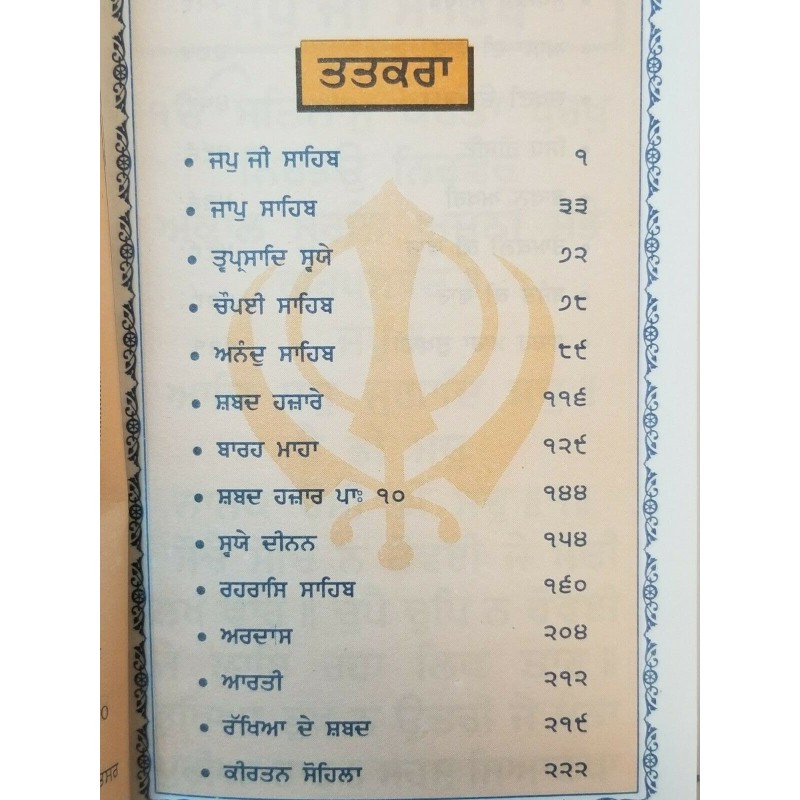 ਤਤਕਰਾ
• ਜਪੁ ਜੀ ਸਾਹਿਬ ੧
• ਜਾਪੁ ਸਾਹਿਬ ੩੩
• ਤ੍ਵਪ੍ਰਸਾਦਿ ਸ੍ਵਯੇ ੭੨
• ਚੌਪਈ ਸਾਹਿਬ ੭੮
• ਅਨੰਦੁ ਸਾਹਿਬ ੮੯
• ਸ਼ਬਦ ਹਜ਼ਾਰੇ ੧੧੬
• ਬਾਰਹ ਮਾਹਾ ੧੨੯
• ਸ਼ਬਦ ਹਜ਼ਾਰ ਪਾਃ ੧੦ ੧੪੪
• ਸ੍ਵਯੇ ਦੀਨਨ ੧੫੪
• ਰਹਰਾਸਿ ਸਾਹਿਬ ੧੬੦
• ਅਰਦਾਸ ੨੦੪
• ਆਰਤੀ ੨੧੨
• ਰੱਖਿਆ ਦੇ ਸ਼ਬਦ ੨੧੯
• ਕੀਰਤਨ ਸੋਹਿਲਾ ੨੨੨